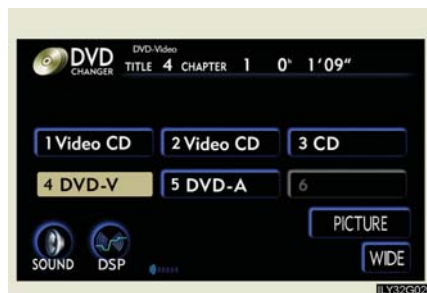 DVD-Video
DVD CHANGER TITLE 4 CHAPTER 1 0ʰ 1'09"
1 Video CD 2 Video CD 3 CD
4 DVD-V 5 DVD-A 6
PICTURE
SOUND DSP WIDE
ILY32G02